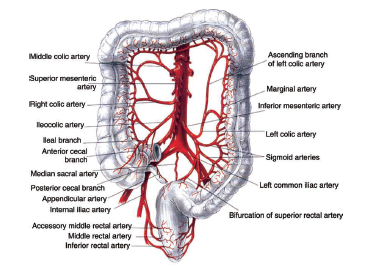 Middle colic artery
Superior mesenteric
artery
Right colic artery
Ileocolic artery
Ileal branch
Anterior cecal
branch
Median sacral artery
Posterior cecal branch
Appendicular artery
Internal iliac artery
Accessory middle rectal artery
Middle rectal artery
Inferior rectal artery
Ascending branch
of left colic artery
Marginal artery
Inferior mesenteric artery
Left colic artery
Sigmoid arteries
Left common iliac artery
Bifurcation of superior rectal artery